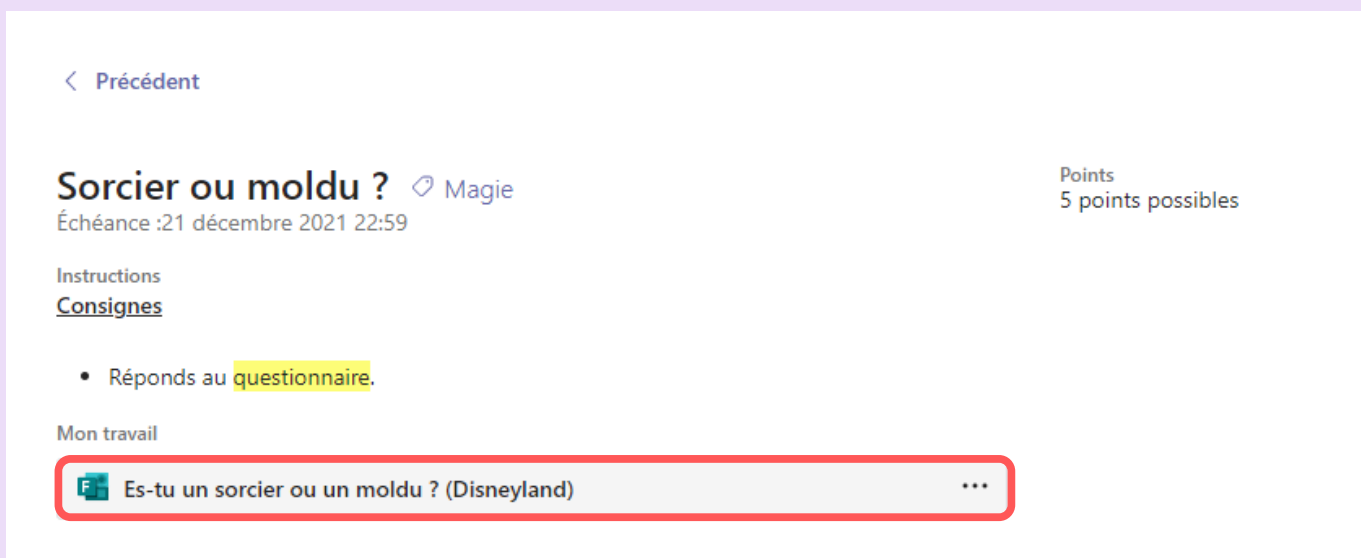 Précédent
Sorcier ou moldu ? Magie
Échéance :21 décembre 2021 22:59
Points
5 points possibles
Instructions
Consignes
• Réponds au questionnaire.
Mon travail
Es-tu un sorcier ou un moldu ? (Disneyland) ...